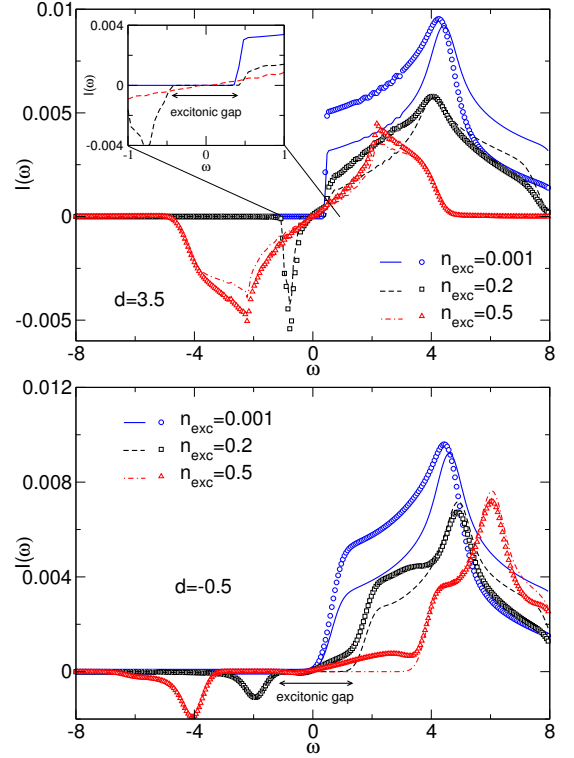 0.01
0.005
0
-0.005
I(ω)
0.004
0
-0.004
I(ω)
excitonic gap
-1
0
1
ω
d=3.5
n_exc=0.001
n_exc=0.2
n_exc=0.5
-8
-4
0
4
8
ω
0.012
0.008
0.004
0
I(ω)
n_exc=0.001
n_exc=0.2
n_exc=0.5
d=-0.5
excitonic gap
-8
-4
0
4
8
ω